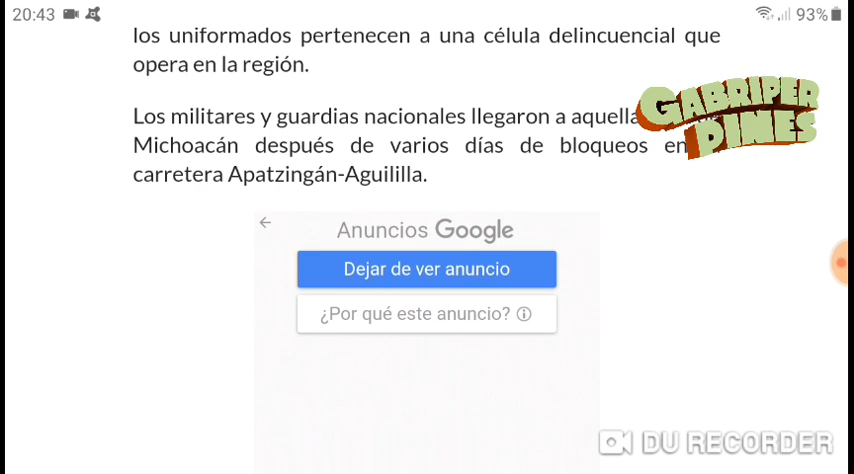 20:43 93%
los uniformados pertenecen a una célula delincuencial que
opera en la región.
Los militares y guardias nacionales llegaron a aquella
Michoacán después de varios días de bloqueos en
carretera Apatzingán-Aguililla.
GABRIPER
PINES
Anuncios Google
Dejar de ver anuncio
¿Por qué este anuncio?
DU RECORDER